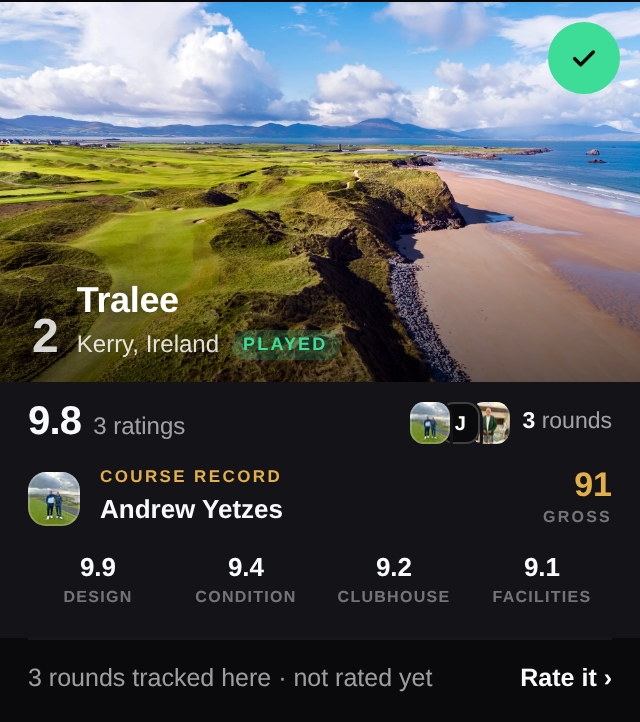 2
Tralee
Kerry, Ireland PLAYED
9.8 3 ratings
J
3 rounds
COURSE RECORD
Andrew Yetzes
91
GROSS
9.9 9.4 9.2 9.1
DESIGN CONDITION CLUBHOUSE FACILITIES
3 rounds tracked here · not rated yet Rate it ›